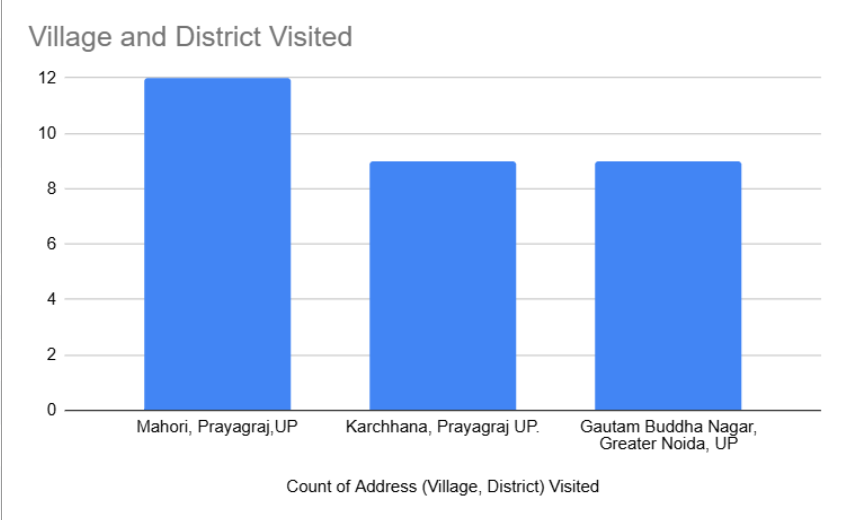 Village and District Visited
12
10
8
6
4
2
0
Mahori, Prayagraj,UP
Karchhana, Prayagraj UP.
Gautam Buddha Nagar,
Greater Noida, UP
Count of Address (Village, District) Visited